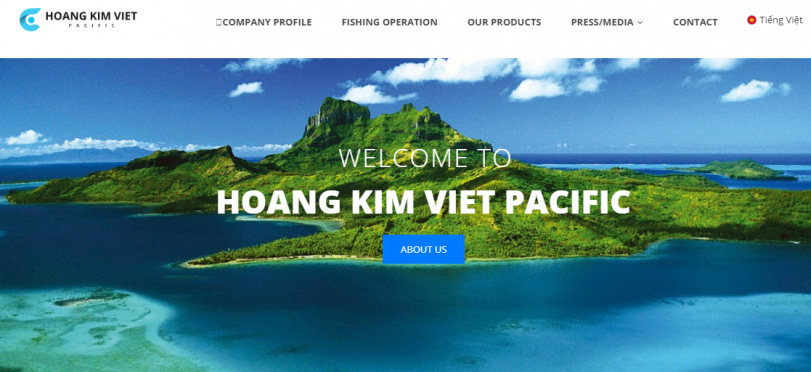 HOANG KIM VIET
PACIFIC
COMPANY PROFILE
FISHING OPERATION
OUR PRODUCTS
PRESS/MEDIA
CONTACT
Tiếng Việt
WELCOME TO
HOANG KIM VIET PACIFIC
ABOUT US